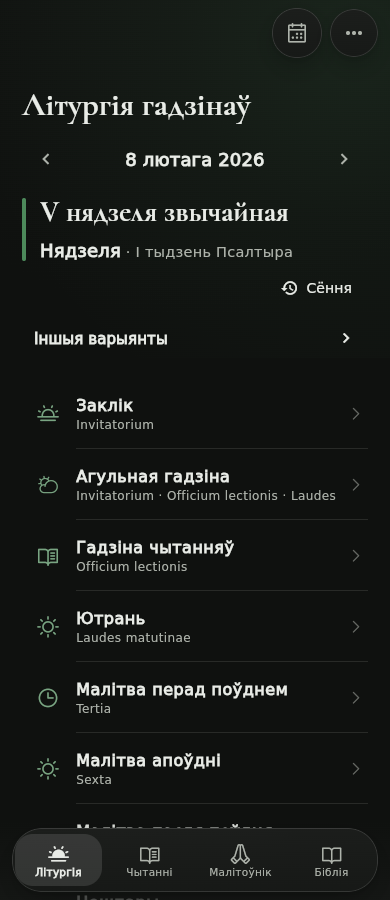 Літургія гадзінаў
8 лютага 2026
V нядзеля звычайная
Нядзеля · І тыдзень Псалтыра
Сёння
Іншыя варыянты
Заклік
Invitatorium
Агульная гадзіна
Invitatorium · Officium lectionis · Laudes
Гадзіна чытанняў
Officium lectionis
Ютрань
Laudes matutinae
Малітва перад поўднем
Tertia
Малітва апоўдні
Sexta
Літургія
Чытанні
Малітоўнік
Біблія